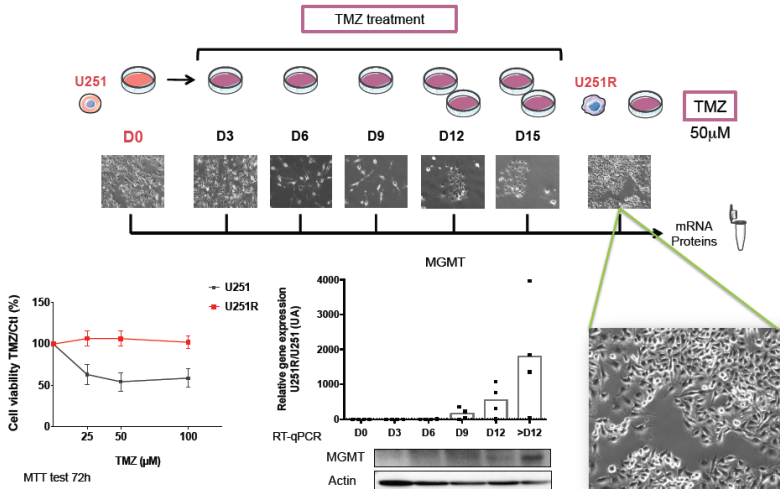 TMZ treatment
U251
U251R
TMZ
50µM
D0
D3
D6
D9
D12
D15
mRNA
Proteins
MGMT
U251
U251R
Cell viability TMZ/Ctl (%)
150
100
50
0
25
50
100
TMZ (µM)
MTT test 72h
Relative gene expression
U251R/U251 (UA)
4000
3000
2000
1000
0
D0
D3
D6
D9
D12
>D12
RT-qPCR
MGMT
Actin